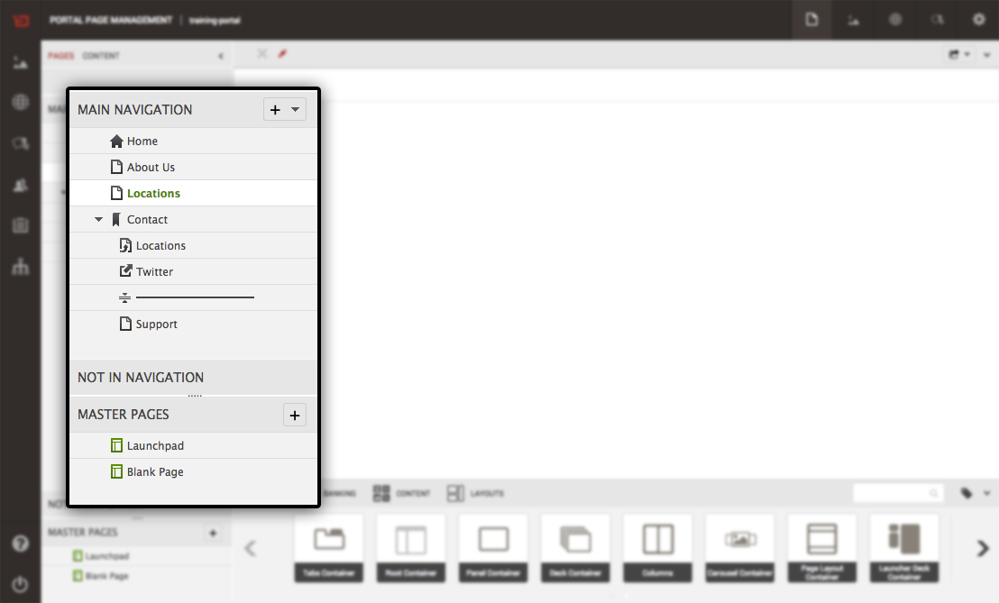 PORTAL PAGE MANAGEMENT | training-portal
PAGES CONTENT
MAIN NAVIGATION
Home
About Us
Locations
Contact
Locations
Twitter
Support
NOT IN NAVIGATION
MASTER PAGES
Launchpad
Blank Page
BANKING CONTENT LAYOUTS
MASTER PAGES
Launchpad
Blank Page
Tabs Container
Root Container
Panel Container
Deck Container
Columns
Carousel Container
Page Layout
Container
Launcher Deck
Container